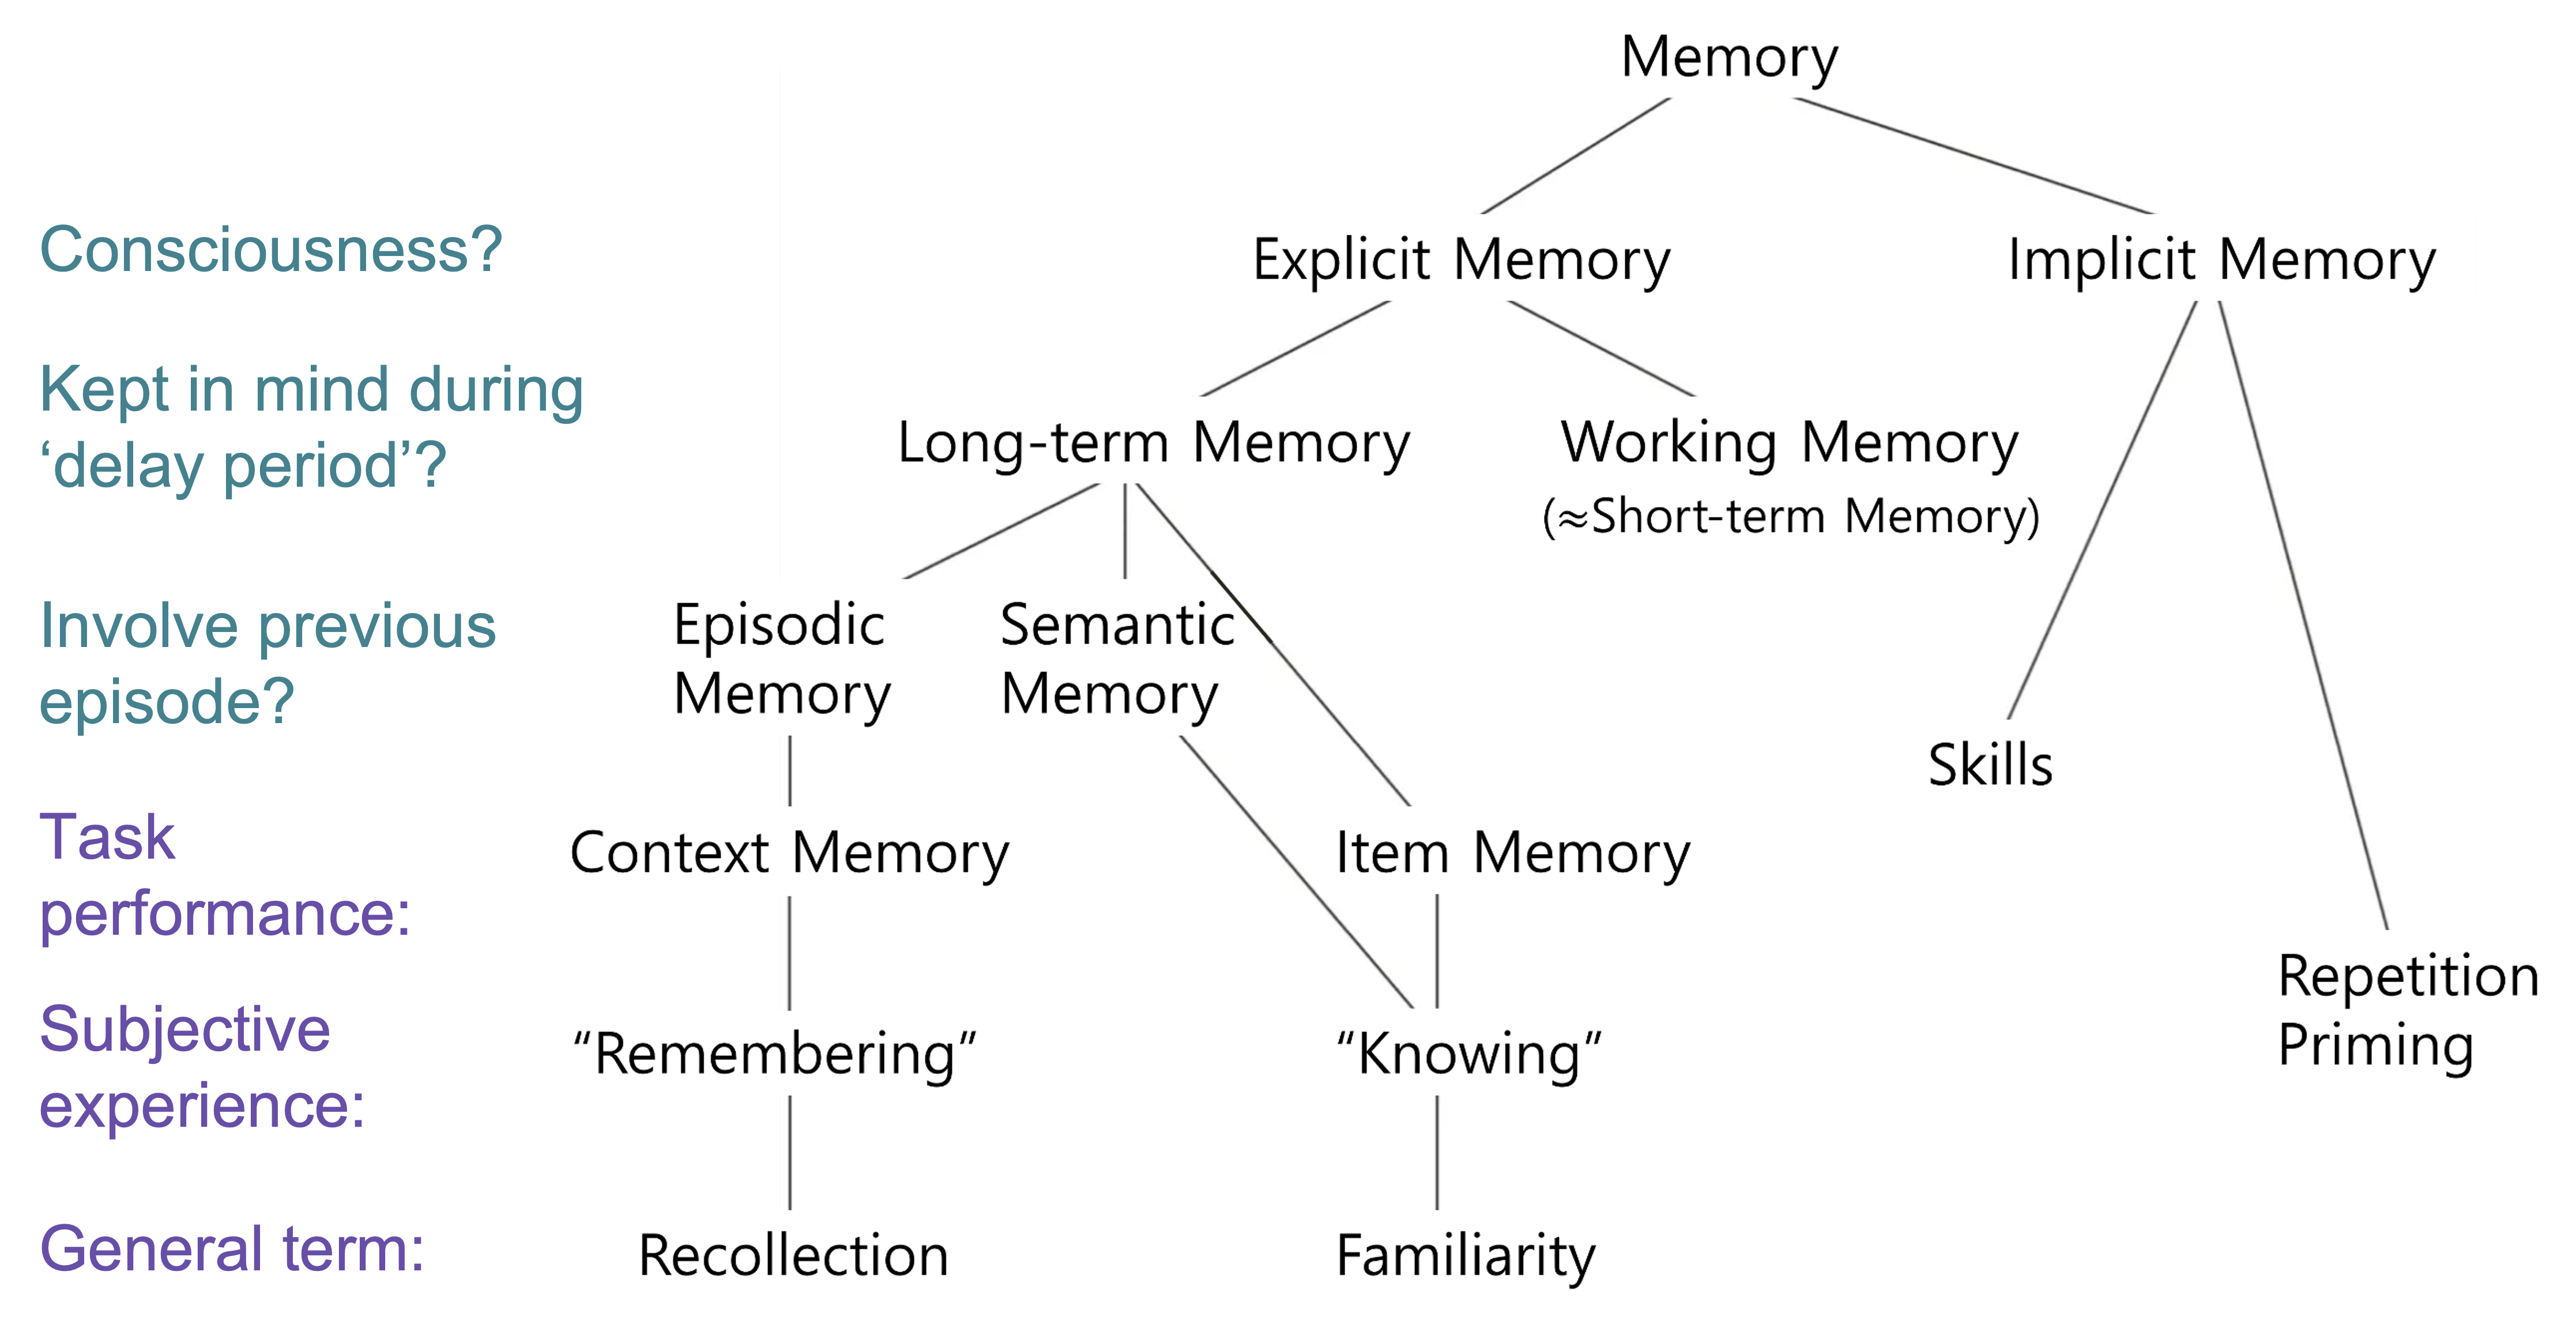 Memory
Consciousness?
Explicit Memory
Implicit Memory
Kept in mind during
‘delay period’?
Long-term Memory
Working Memory
(≈Short-term Memory)
Involve previous
episode?
Episodic
Memory
Semantic
Memory
Skills
Task
performance:
Context Memory
Item Memory
Repetition
Priming
Subjective
experience:
“Remembering”
“Knowing”
General term:
Recollection
Familiarity